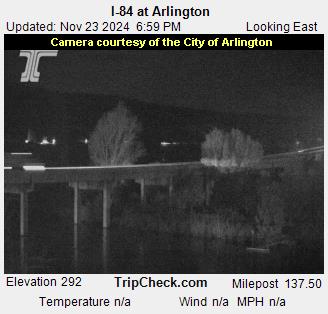 I-84 at Arlington
Updated: Nov 23 2024 6:59 PM Looking East
Camera courtesy of the City of Arlington
Elevation 292 TripCheck.com Milepost 137.50
Temperature n/a Wind n/a MPH n/a